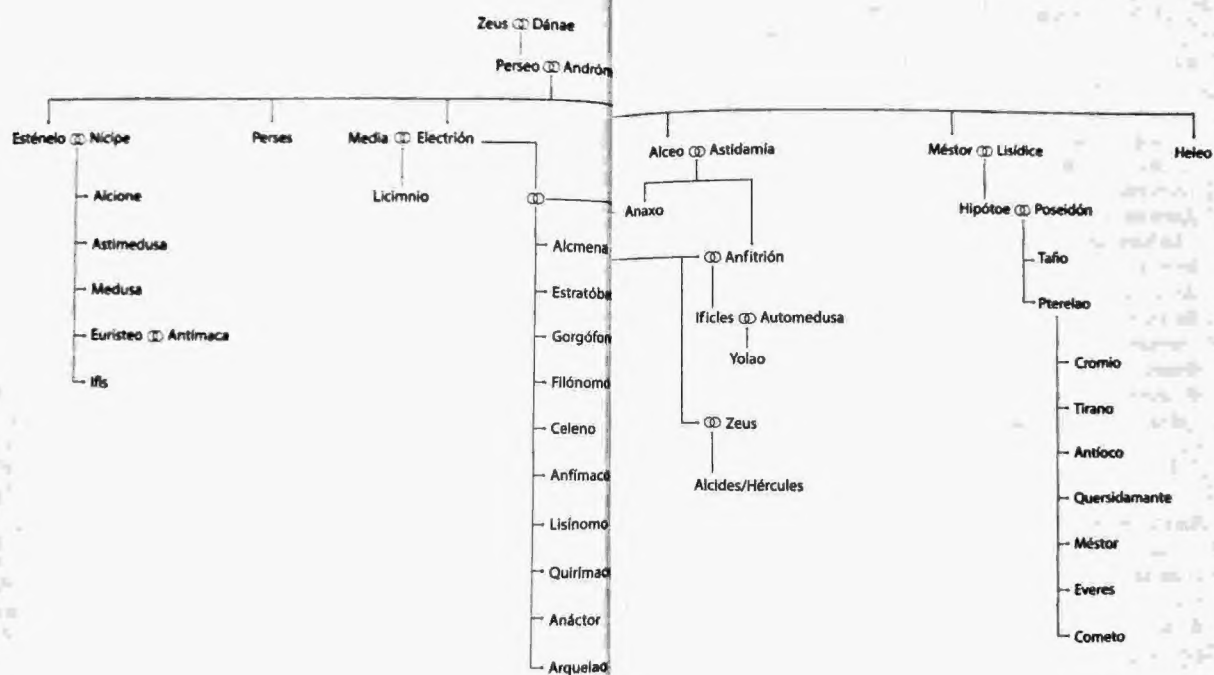 Zeus ⚭ Dánae
Perseo ⚭ Andróm
Esténelo ⚭ Nícipe
Alcione
Astimedusa
Medusa
Euristeo ⚭ Antímaca
Ifis
Perses
Media ⚭ Electrión
Licimnio
⚭
Alcmena
Estratób
Gorgófon
Filónomo
Celeno
Anfímaco
Lisínomo
Quirímac
Anáctor
Arquelao
Alceo ⚭ Astidamía
Anaxo
⚭ Anfitrión
Ificles ⚭ Automedusa
Yolao
⚭ Zeus
Alcides/Hércules
Méstor ⚭ Lisídice
Hipótoe ⚭ Poseidón
Tafio
Pterelao
Cromio
Tirano
Antíoco
Quersidamante
Méstor
Everes
Cometo
Heleo